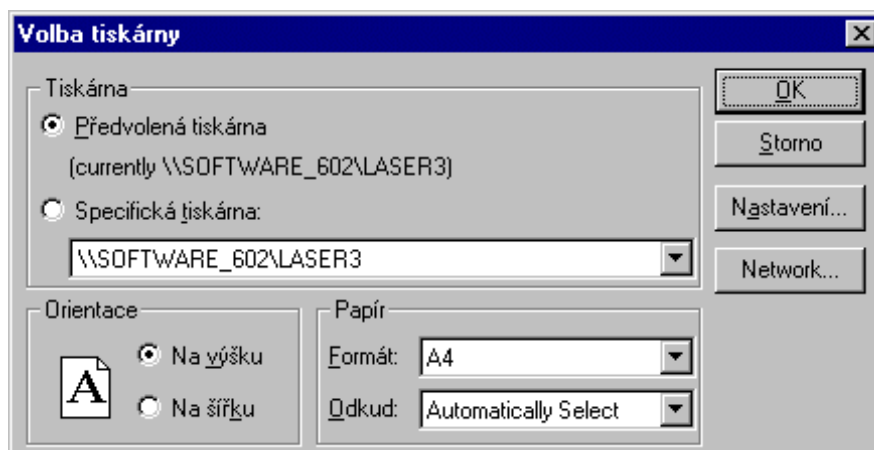 Volba tiskárny
Tiskárna
Předvolená tiskárna
(currently \\SOFTWARE_602\LASER3)
Specifická tiskárna:
\\SOFTWARE_602\LASER3
OK
Storno
Nastavení...
Network...
Orientace
A
Na výšku
Na šířku
Papír
Formát: A4
Odkud: Automatically Select